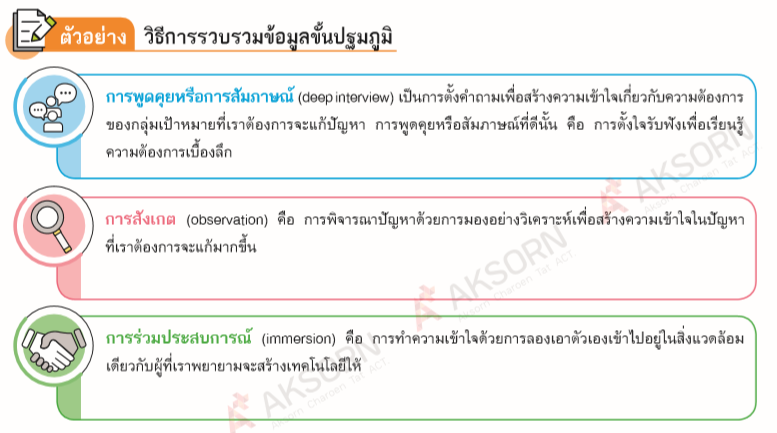 ตัวอย่าง วิธีการรวบรวมข้อมูลขั้นปฐมภูมิ
การพูดคุยหรือการสัมภาษณ์ (deep interview) เป็นการตั้งคำถามเพื่อสร้างความเข้าใจเกี่ยวกับความต้องการ
ของกลุ่มเป้าหมายที่เราต้องการจะแก้ปัญหา การพูดคุยหรือสัมภาษณ์ที่ดีนั้น คือ การตั้งใจรับฟังเพื่อเรียนรู้
ความต้องการเบื้องลึก
การสังเกต (observation) คือ การพิจารณาปัญหาด้วยการมองอย่างวิเคราะห์เพื่อสร้างความเข้าใจในปัญหา
ที่เราต้องการจะแก้มากขึ้น
การร่วมประสบการณ์ (immersion) คือ การทำความเข้าใจด้วยการลองเอาตัวเองเข้าไปอยู่ในสิ่งแวดล้อม
เดียวกับผู้ที่เราพยายามจะสร้างเทคโนโลยีให้
AKSORN
Aksorn Charoen Tat ACT.
AKSORN
Aksorn Charoen Tat ACT.
AKSORN
Aksorn Charoen Tat ACT.